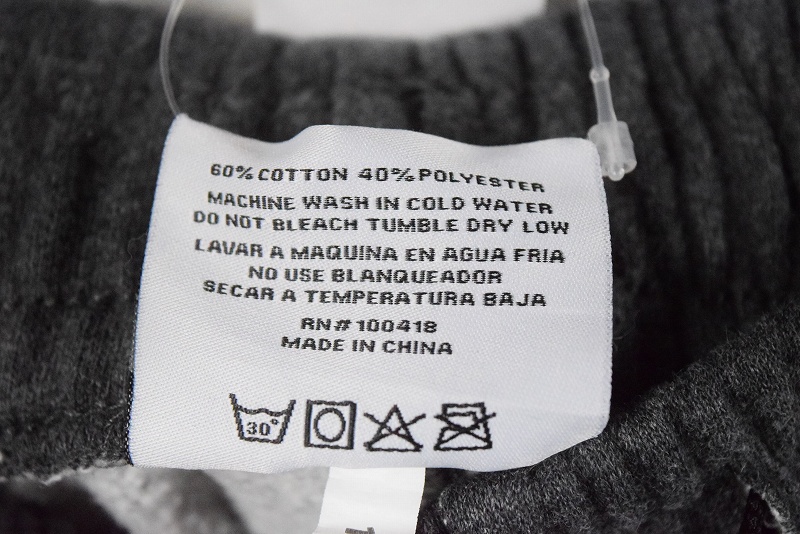 60% COTTON 40% POLYESTER
MACHINE WASH IN COLD WATER
DO NOT BLEACH TUMBLE DRY LOW
LAVAR A MAQUINA EN AGUA FRIA
NO USE BLANQUEADOR
SECAR A TEMPERATURA BAJA
RN# 100418
MADE IN CHINA
30°